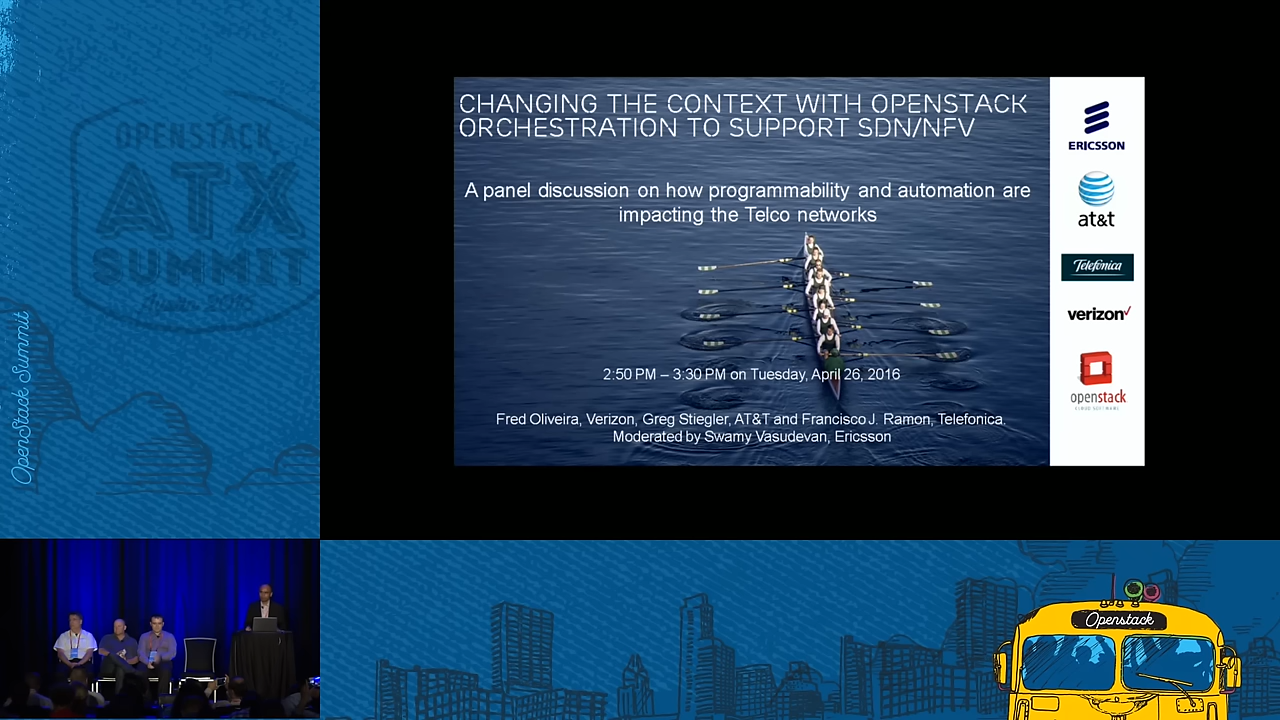 OPENSTACK
ATX
SUMMIT
OpenStack Summit
CHANGING THE CONTEXT WITH OPENSTACK
ORCHESTRATION TO SUPPORT SDN/NFV
A panel discussion on how programmability and automation are
impacting the Telco networks
2:50 PM – 3:30 PM on Tuesday, April 26, 2016
Fred Oliveira, Verizon, Greg Stiegler, AT&T and Francisco J. Ramon, Telefonica.
Moderated by Swamy Vasudevan, Ericsson
ERICSSON
at&t
Telefónica
verizon
openstack
CLOUD SOFTWARE
Openstack